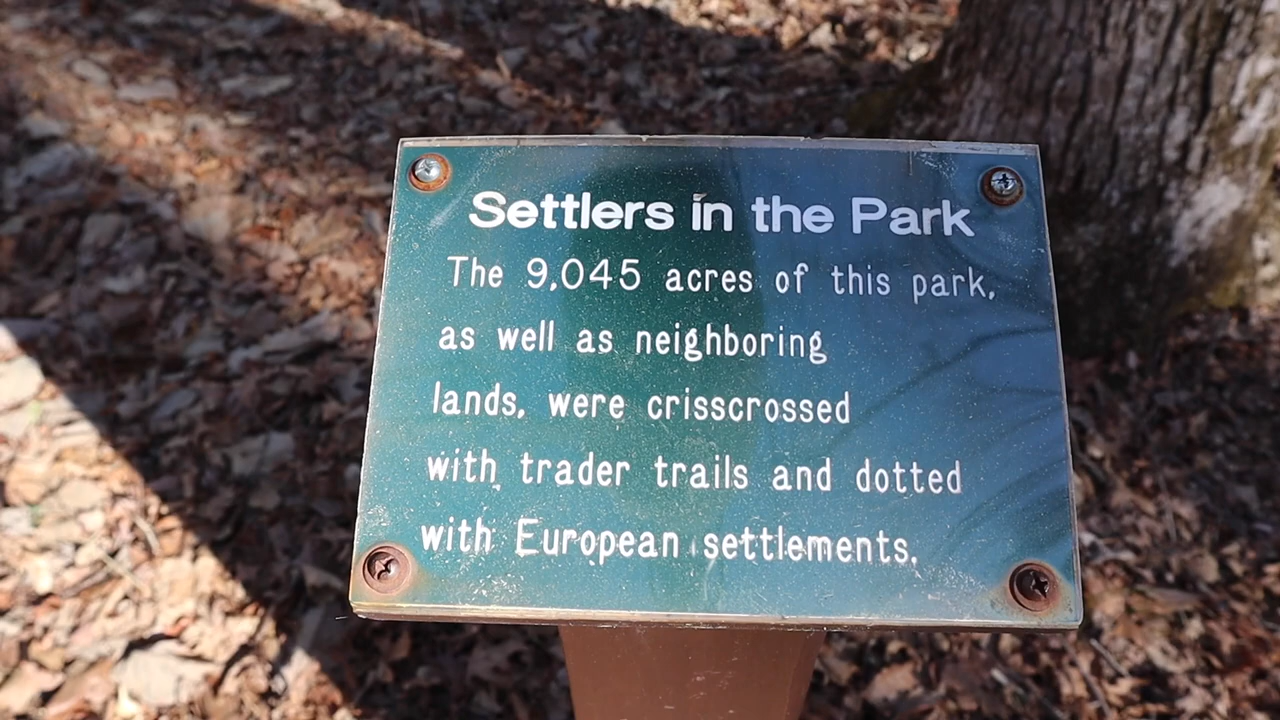 Settlers in the Park
The 9,045 acres of this park,
as well as neighboring
lands, were crisscrossed
with trader trails and dotted
with European settlements.